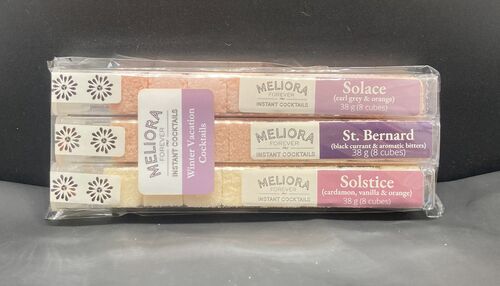 MELIORA
FOREVER
INSTANT COCKTAILS
Solace
(earl grey & orange)
38 g (8 cubes)
MELIORA
FOREVER
INSTANT COCKTAILS
St. Bernard
(black currant & aromatic bitters)
38 g (8 cubes)
MELIORA
FOREVER
INSTANT COCKTAILS
Solstice
(cardamon, vanilla & orange)
38 g (8 cubes)
MELIORA
FOREVER
INSTANT COCKTAILS
Winter Vacation
Cocktails